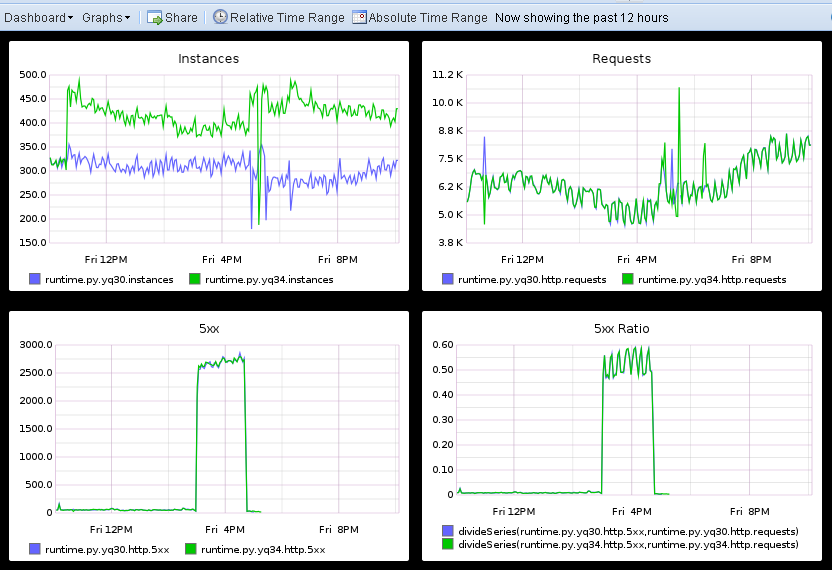 Dashboard Graphs Share Relative Time Range Absolute Time Range Now showing the past 12 hours
Instances
500.0
450.0
400.0
350.0
300.0
250.0
200.0
150.0
Fri 12PM Fri 4PM Fri 8PM
runtime.py.yq30.instances runtime.py.yq34.instances
Requests
11.2 K
10.0 K
8.8 K
7.5 K
6.2 K
5.0 K
3.8 K
Fri 12PM Fri 4PM Fri 8PM
runtime.py.yq30.http.requests runtime.py.yq34.http.requests
5xx
3000.0
2500.0
2000.0
1500.0
1000.0
500.0
0
Fri 12PM Fri 4PM Fri 8PM
runtime.py.yq30.http.5xx runtime.py.yq34.http.5xx
5xx Ratio
0.60
0.50
0.40
0.30
0.20
0.10
0
Fri 12PM Fri 4PM Fri 8PM
divideSeries(runtime.py.yq30.http.5xx,runtime.py.yq30.http.requests)
divideSeries(runtime.py.yq34.http.5xx,runtime.py.yq34.http.requests)